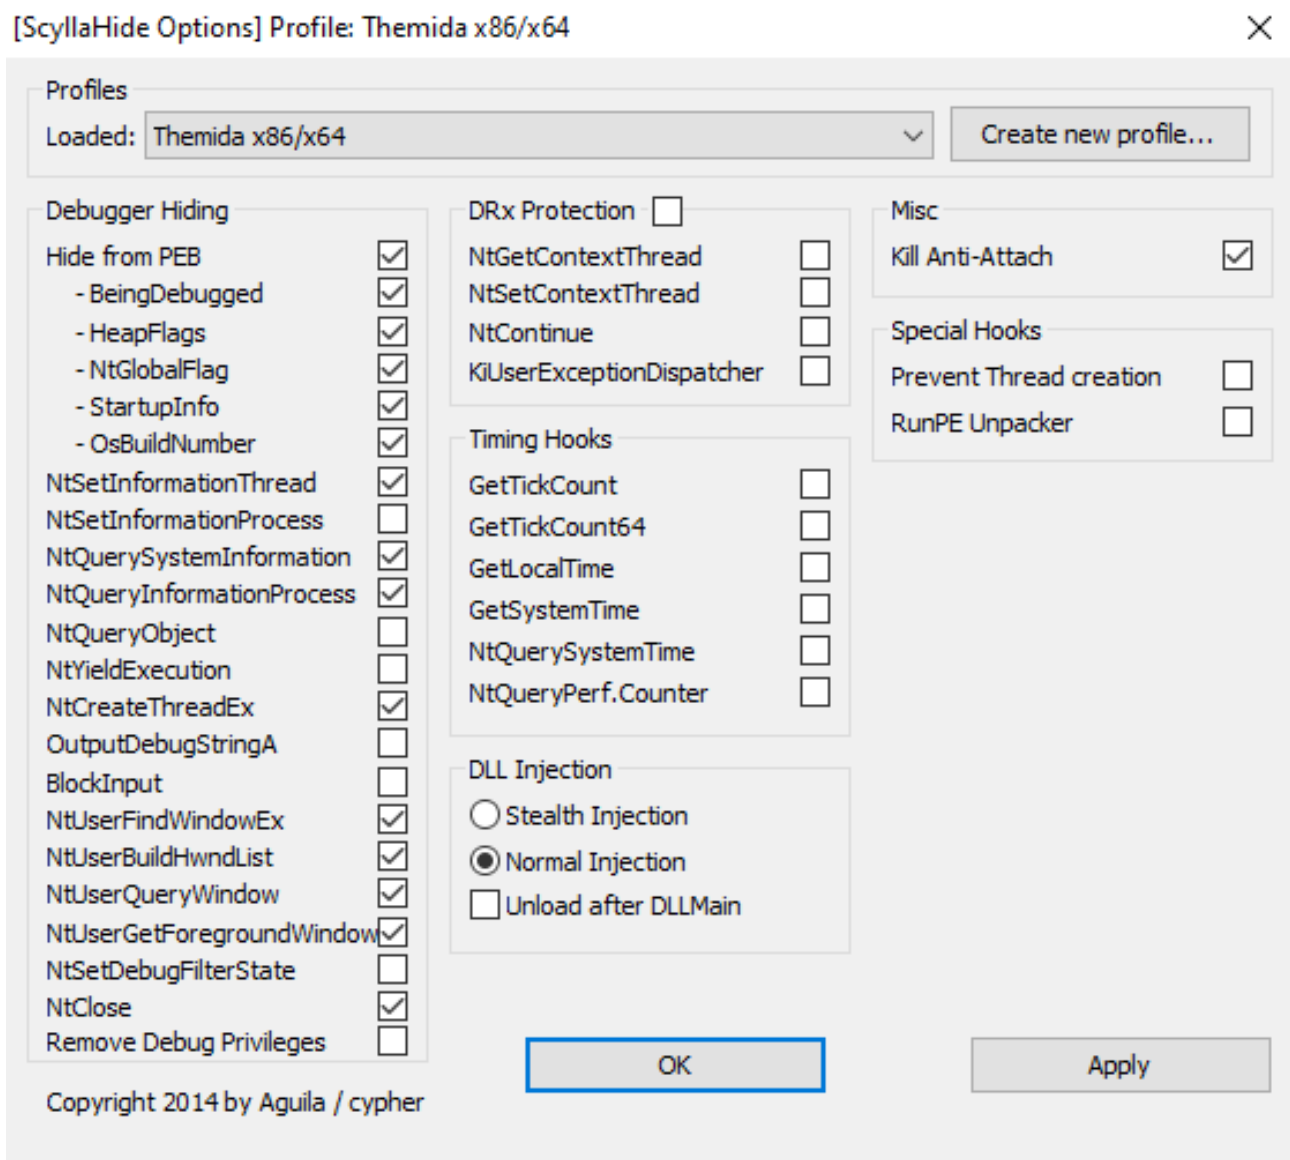 [ScyllaHide Options] Profile: Themida x86/x64
Profiles
Loaded: Themida x86/x64
Create new profile...
Debugger Hiding
Hide from PEB
- BeingDebugged
- HeapFlags
- NtGlobalFlag
- StartupInfo
- OsBuildNumber
NtSetInformationThread
NtSetInformationProcess
NtQuerySystemInformation
NtQueryInformationProcess
NtQueryObject
NtYieldExecution
NtCreateThreadEx
OutputDebugStringA
BlockInput
NtUserFindWindowEx
NtUserBuildHwndList
NtUserQueryWindow
NtUserGetForegroundWindow
NtSetDebugFilterState
NtClose
Remove Debug Privileges
DRx Protection
NtGetContextThread
NtSetContextThread
NtContinue
KiUserExceptionDispatcher
Timing Hooks
GetTickCount
GetTickCount64
GetLocalTime
GetSystemTime
NtQuerySystemTime
NtQueryPerf.Counter
DLL Injection
Stealth Injection
Normal Injection
Unload after DLLMain
Misc
Kill Anti-Attach
Special Hooks
Prevent Thread creation
RunPE Unpacker
OK
Apply
Copyright 2014 by Aguila / cypher